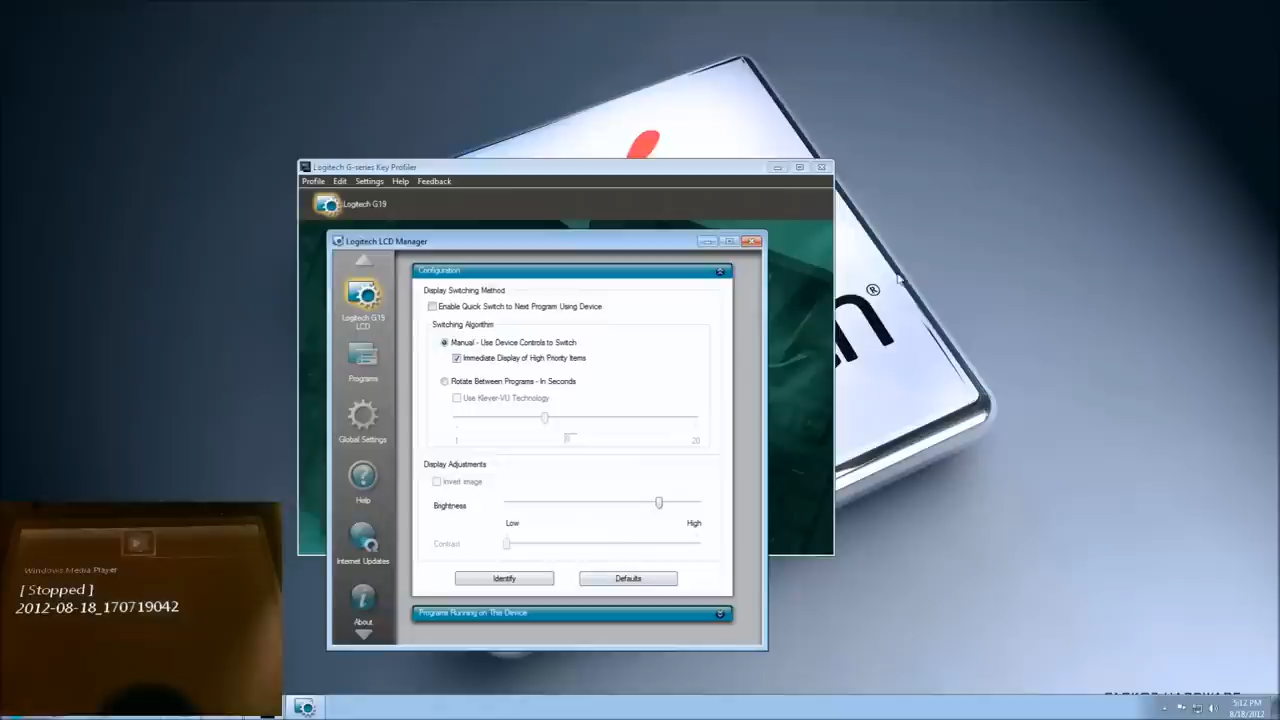 Logitech G-series Key Profiler
Profile Edit Settings Help Feedback
Logitech G19
Logitech LCD Manager
Logitech G19 LCD
Programs
Global Settings
Help
Internet Updates
About
Configuration
Display Switching Method
Enable Quick Switch to Next Program Using Device
Switching Algorithm
Manual - Use Device Controls to Switch
Immediate Display of High Priority Items
Rotate Between Programs - In Seconds
Use Klever-VU Technology
1 8 20
Display Adjustments
Invert image
Brightness
Low High
Contrast
Identify Defaults
Programs Running on This Device
n®
Windows Media Player
[ Stopped ]
2012-08-18_170719042
5:12 PM
8/18/2012